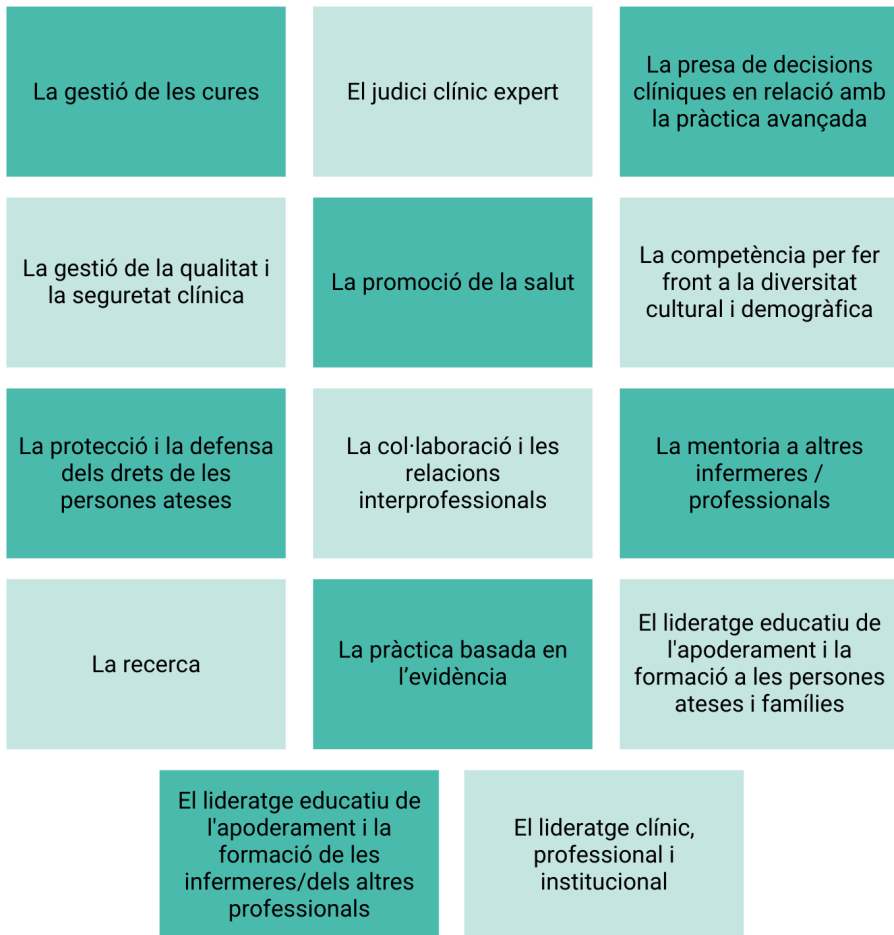 La gestió de les cures
El judici clínic expert
La presa de decisions
clíniques en relació amb
la pràctica avançada
La gestió de la qualitat i
la seguretat clínica
La promoció de la salut
La competència per fer
front a la diversitat
cultural i demogràfica
La protecció i la defensa
dels drets de les
persones ateses
La col·laboració i les
relacions
interprofessionals
La mentoria a altres
infermeres /
professionals
La recerca
La pràctica basada en
l’evidència
El lideratge educatiu de
l'apoderament i la
formació a les persones
ateses i famílies
El lideratge educatiu de
l'apoderament i la
formació de les
infermeres/dels altres
professionals
El lideratge clínic,
professional i
institucional